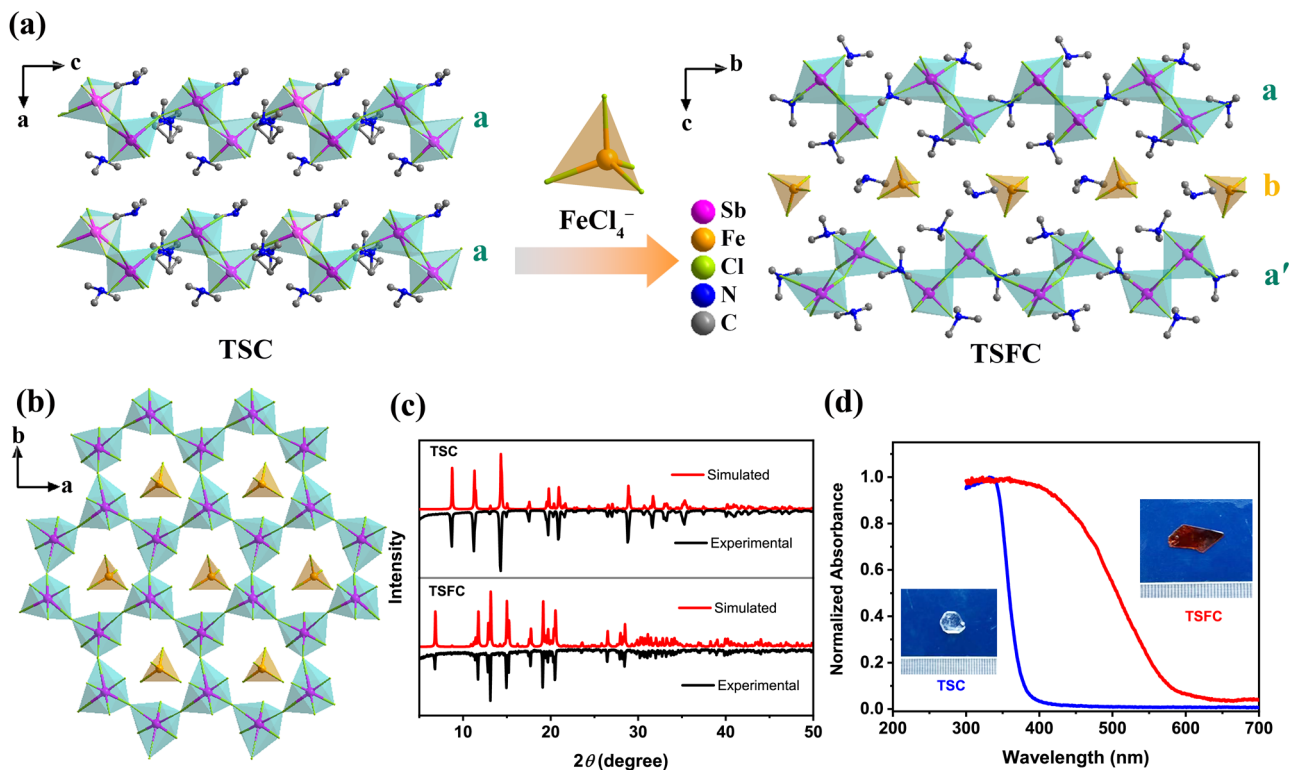 (a)
c
a
a
a
TSC
FeCl₄⁻
Sb
Fe
Cl
N
C
b
c
a
b
a′
TSFC
(b)
b
a
(c)
TSC
Simulated
Experimental
TSFC
Simulated
Experimental
Intensity
10 20 30 40 50
2θ (degree)
(d)
Normalized Absorbance
1.0
0.8
0.6
0.4
0.2
0.0
TSC
TSFC
200 300 400 500 600 700
Wavelength (nm)